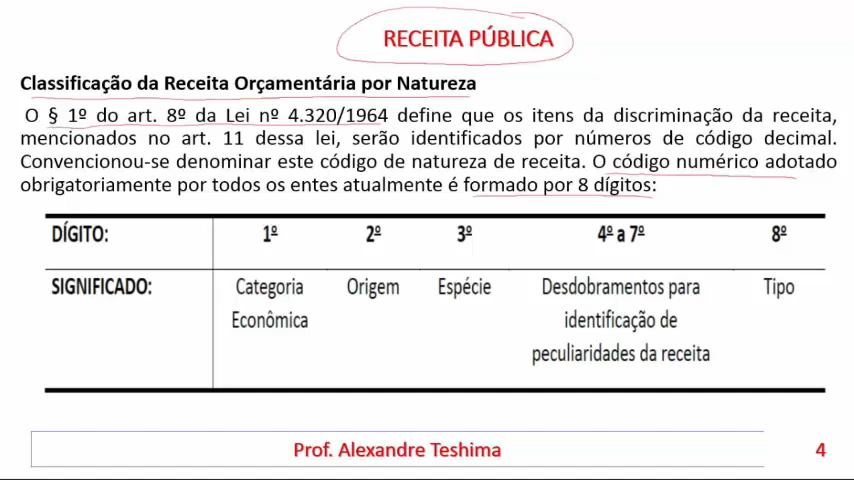 RECEITA PÚBLICA
Classificação da Receita Orçamentária por Natureza
O § 1º do art. 8º da Lei nº 4.320/1964 define que os itens da discriminação da receita,
mencionados no art. 11 dessa lei, serão identificados por números de código decimal.
Convencionou-se denominar este código de natureza de receita. O código numérico adotado
obrigatoriamente por todos os entes atualmente é formado por 8 dígitos:
DÍGITO: 1º 2º 3º 4º a 7º 8º
SIGNIFICADO: Categoria Origem Espécie Desdobramentos para Tipo
Econômica identificação de
peculiaridades da receita
Prof. Alexandre Teshima 4